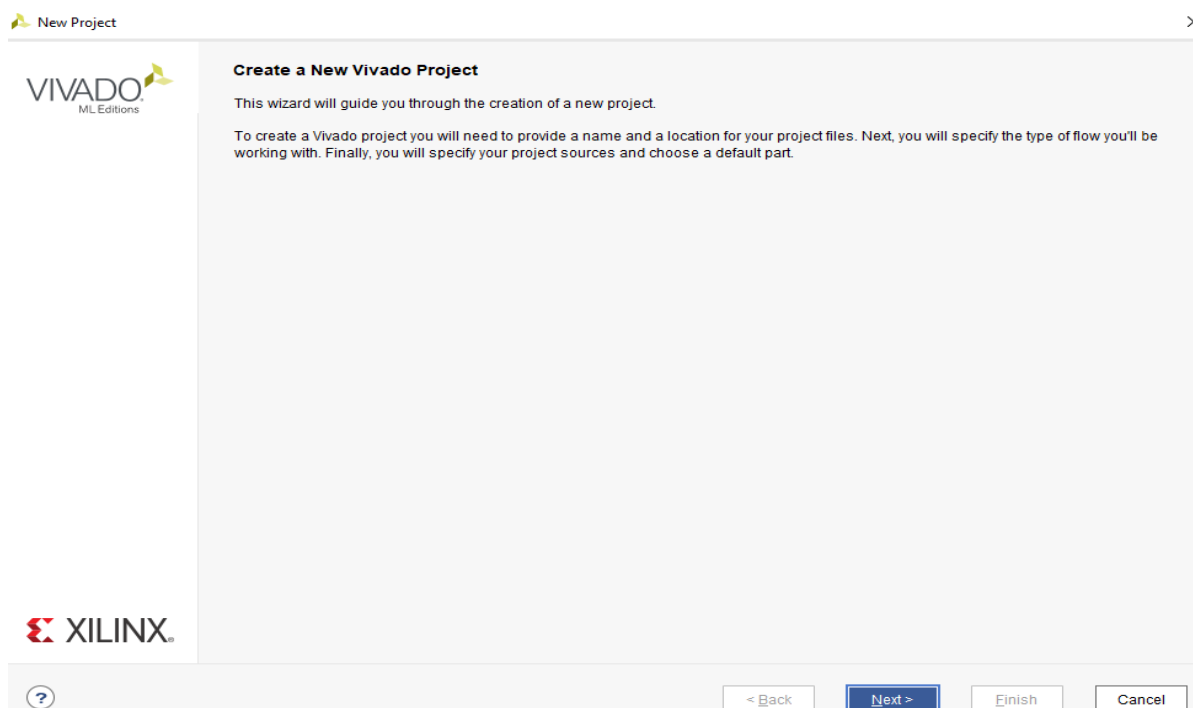 New Project
VIVADO.
ML Editions
Create a New Vivado Project
This wizard will guide you through the creation of a new project.
To create a Vivado project you will need to provide a name and a location for your project files. Next, you will specify the type of flow you'll be
working with. Finally, you will specify your project sources and choose a default part.
XILINX®
?
< Back
Next >
Finish
Cancel